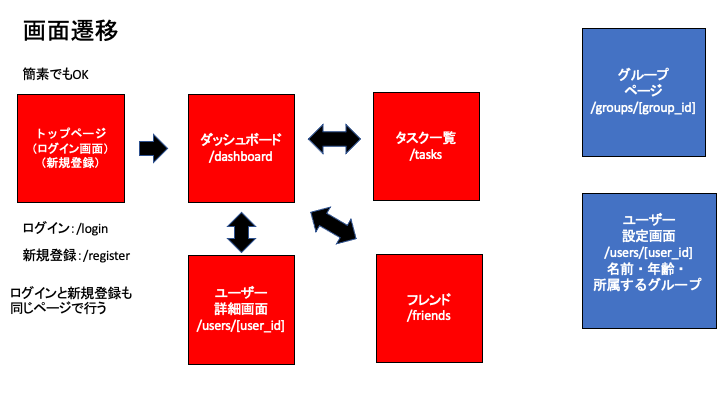 画面遷移
簡素でもOK
トップページ
（ログイン画面）
（新規登録）
ダッシュボード
/dashboard
タスク一覧
/tasks
グループ
ページ
/groups/[group_id]
ログイン：/login
新規登録：/register
ログインと新規登録も
同じページで行う
ユーザー
詳細画面
/users/[user_id]
フレンド
/friends
ユーザー
設定画面
/users/[user_id]
名前・年齢・
所属するグループ